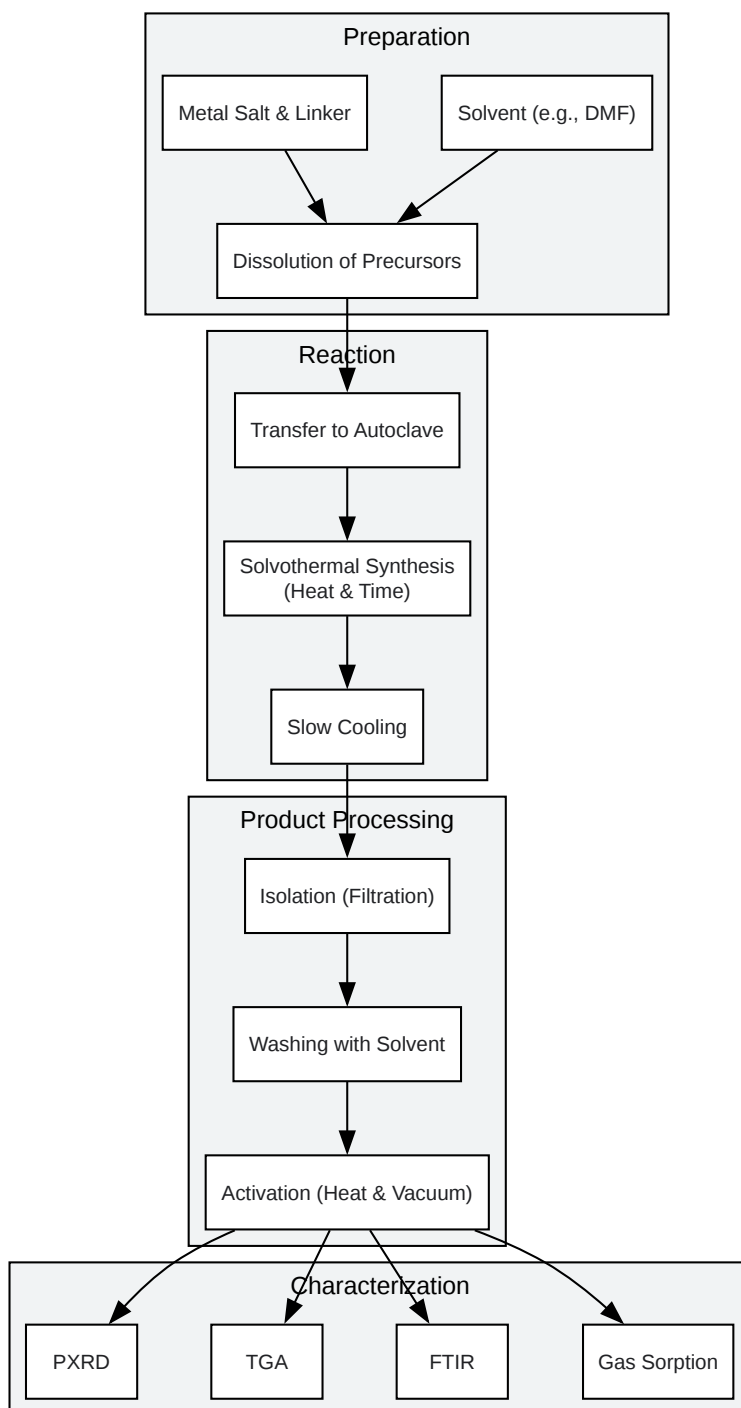 Preparation
Metal Salt & Linker
Solvent (e.g., DMF)
Dissolution of Precursors
Reaction
Transfer to Autoclave
Solvothermal Synthesis
(Heat & Time)
Slow Cooling
Product Processing
Isolation (Filtration)
Washing with Solvent
Activation (Heat & Vacuum)
Characterization
PXRD
TGA
FTIR
Gas Sorption